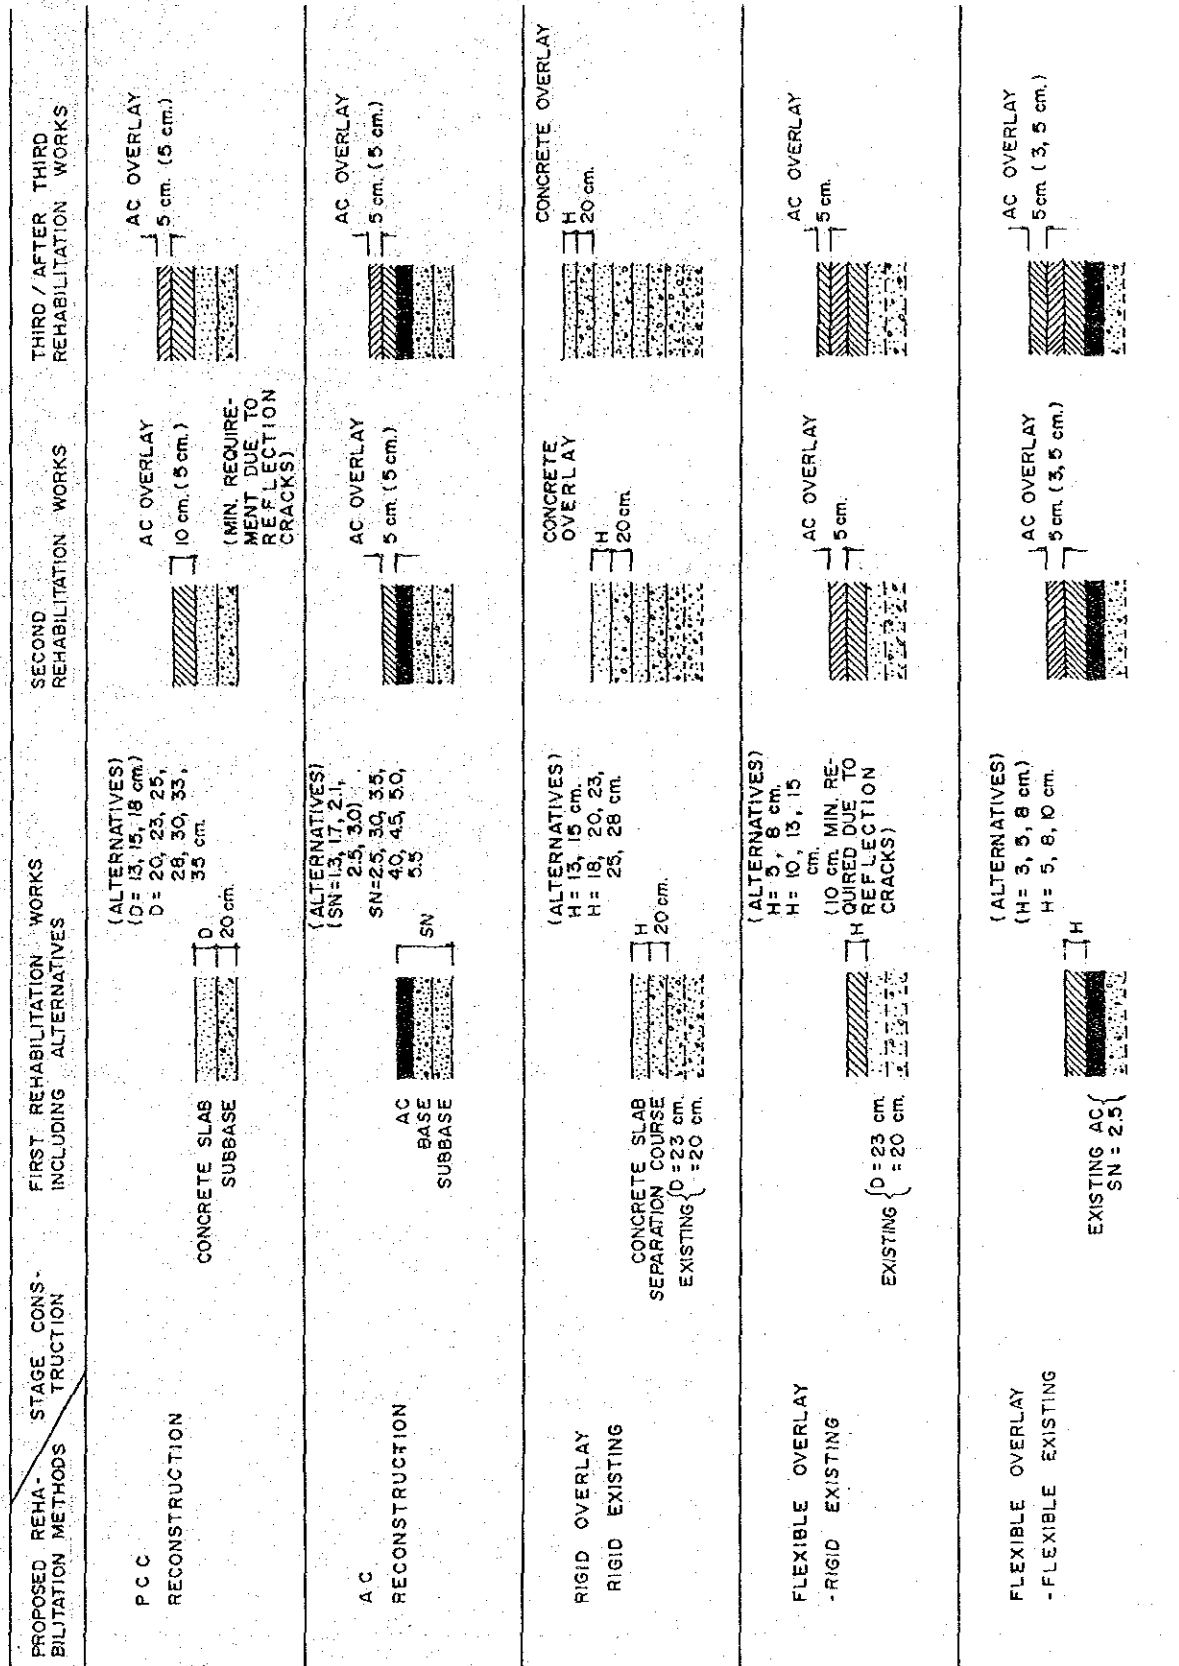 PROPOSED REHA-
BILITATION METHODS
STAGE CONS-
TRUCTION
FIRST REHABILITATION WORKS
INCLUDING ALTERNATIVES
SECOND
REHABILITATION WORKS
THIRD / AFTER THIRD
REHABILITATION WORKS
PCC
RECONSTRUCTION
CONCRETE SLAB
SUBBASE
D
20 cm.
(ALTERNATIVES)
(D = 13, 15, 18 cm.)
D = 20, 23, 25,
28, 30, 33,
35 cm.
AC OVERLAY
10 cm. (5 cm.)
(MIN. REQUIRE-
MENT DUE TO
REFLECTION
CRACKS)
AC OVERLAY
5 cm. (5 cm.)
AC
RECONSTRUCTION
AC
BASE
SUBBASE
SN
(ALTERNATIVES)
(SN=1.3, 1.7, 2.1,
2.5, 3.0)
SN=2.5, 3.0, 3.5,
4.0, 4.5, 5.0,
5.5
AC OVERLAY
5 cm. (5 cm.)
AC OVERLAY
5 cm. (5 cm.)
RIGID OVERLAY
RIGID EXISTING
CONCRETE SLAB
SEPARATION COURSE
EXISTING { D = 23 cm.
= 20 cm.
H
20 cm.
(ALTERNATIVES)
H = 13, 15 cm.
H = 18, 20, 23,
25, 28 cm.
CONCRETE
OVERLAY
H
20 cm.
CONCRETE OVERLAY
H
20 cm.
FLEXIBLE OVERLAY
- RIGID EXISTING
EXISTING { D = 23 cm.
= 20 cm.
H
(ALTERNATIVES)
H = 5, 8 cm.
H = 10, 13, 15
cm.
(10 cm. MIN. RE-
QUIRED DUE TO
REFLECTION
CRACKS)
AC OVERLAY
5 cm.
AC OVERLAY
5 cm.
FLEXIBLE OVERLAY
- FLEXIBLE EXISTING
EXISTING AC {
SN = 2.5
H
(ALTERNATIVES)
(H = 3, 5, 8 cm.)
H = 5, 8, 10 cm.
AC OVERLAY
5 cm. (3, 5 cm.)
AC OVERLAY
5 cm. (3, 5 cm.)